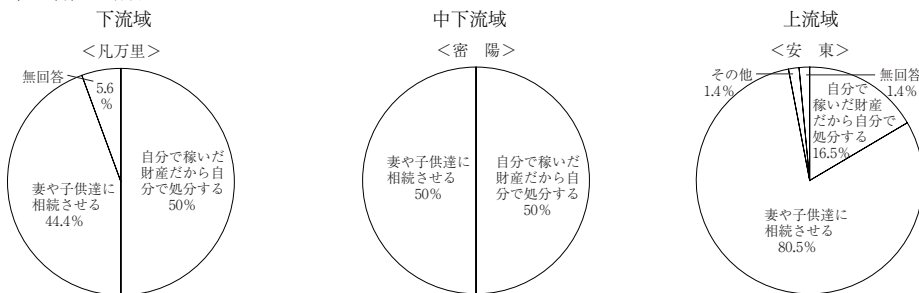 下流域
<凡万里>
無回答
5.6
%
自分で稼いだ
財産だから自
分で処分する
50%
妻や子供達に
相続させる
44.4%
中下流域
<密 陽>
妻や子供達に
相続させる
50%
自分で稼いだ
財産だから自
分で処分する
50%
上流域
<安 東>
その他
1.4%
無回答
1.4%
自分で
稼いだ財産
だから自分で
処分する
16.5%
妻や子供達に
相続させる
80.5%